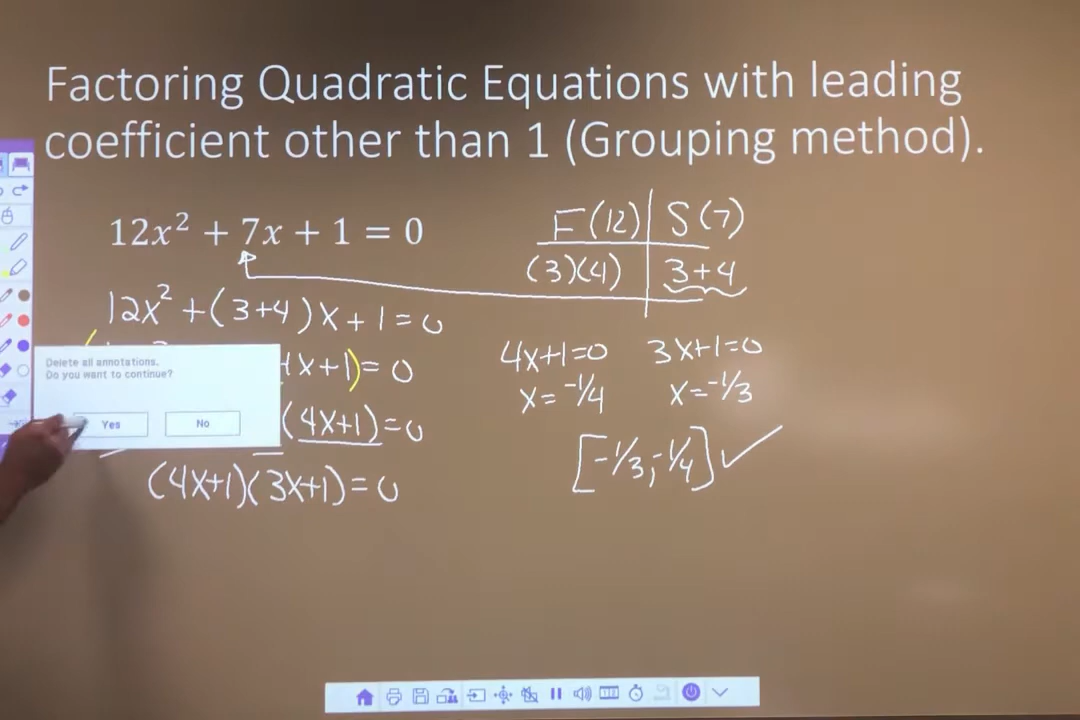 Factoring Quadratic Equations with leading
coefficient other than 1 (Grouping method).
12x² + 7x + 1 = 0
F(12) | S(7)
(3)(4) | 3+4
12x² + (3+4)x + 1 = 0
4x+1=0 3x+1=0
x+1)= 0
x= -1/4 x= -1/3
(4x+1)=0
[-1/3, -1/4] ✓
(4x+1)(3x+1)= 0
Delete all annotations.
Do you want to continue?
Yes No